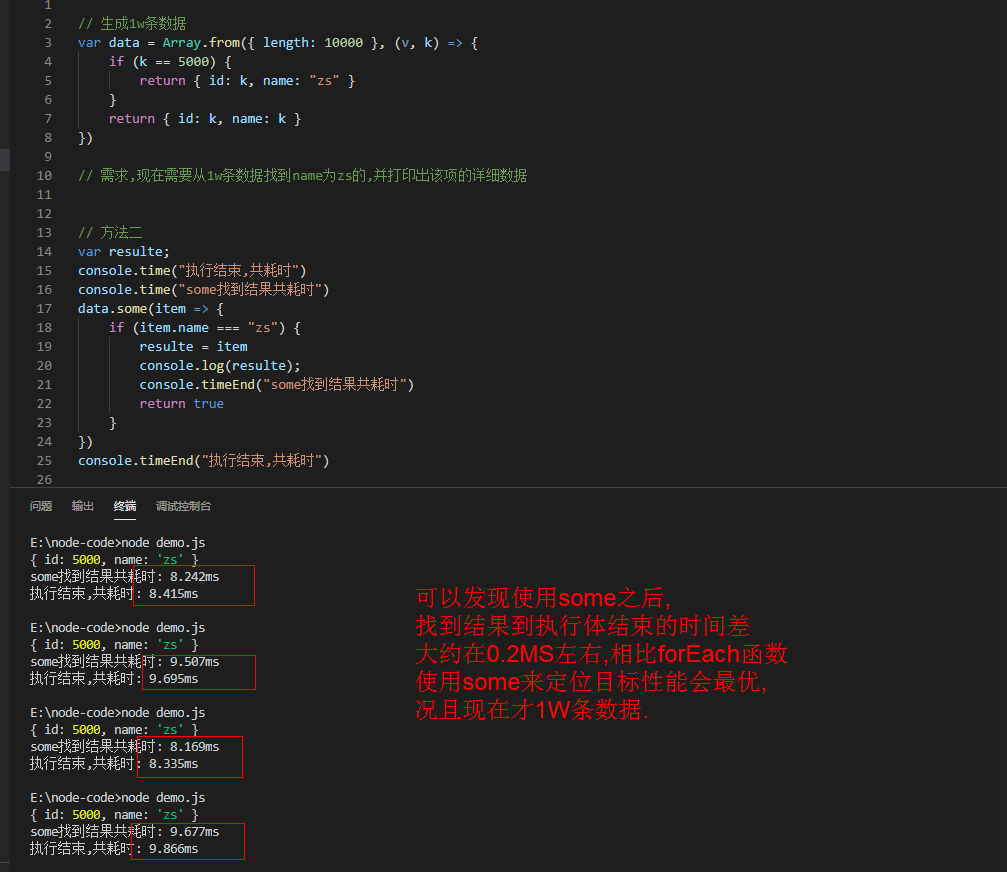 1
2 // 生成1w条数据
3 var data = Array.from({ length: 10000 }, (v, k) => {
4 if (k == 5000) {
5 return { id: k, name: "zs" }
6 }
7 return { id: k, name: k }
8 })
9
10 // 需求,现在需要从1w条数据找到name为zs的,并打印出该项的详细数据
11
12
13 // 方法二
14 var resulte;
15 console.time("执行结束,共耗时")
16 console.time("some找到结果共耗时")
17 data.some(item => {
18 if (item.name === "zs") {
19 resulte = item
20 console.log(resulte);
21 console.timeEnd("some找到结果共耗时")
22 return true
23 }
24 })
25 console.timeEnd("执行结束,共耗时")
26
问题 输出 终端 调试控制台
E:\node-code>node demo.js
{ id: 5000, name: 'zs' }
some找到结果共耗时: 8.242ms
执行结束,共耗时: 8.415ms
E:\node-code>node demo.js
{ id: 5000, name: 'zs' }
some找到结果共耗时: 9.507ms
执行结束,共耗时: 9.695ms
E:\node-code>node demo.js
{ id: 5000, name: 'zs' }
some找到结果共耗时: 8.169ms
执行结束,共耗时: 8.335ms
E:\node-code>node demo.js
{ id: 5000, name: 'zs' }
some找到结果共耗时: 9.677ms
执行结束,共耗时: 9.866ms
可以发现使用some之后,
找到结果到执行体结束的时间差
大约在0.2MS左右,相比forEach函数
使用some来定位目标性能会最优,
况且现在才1W条数据.